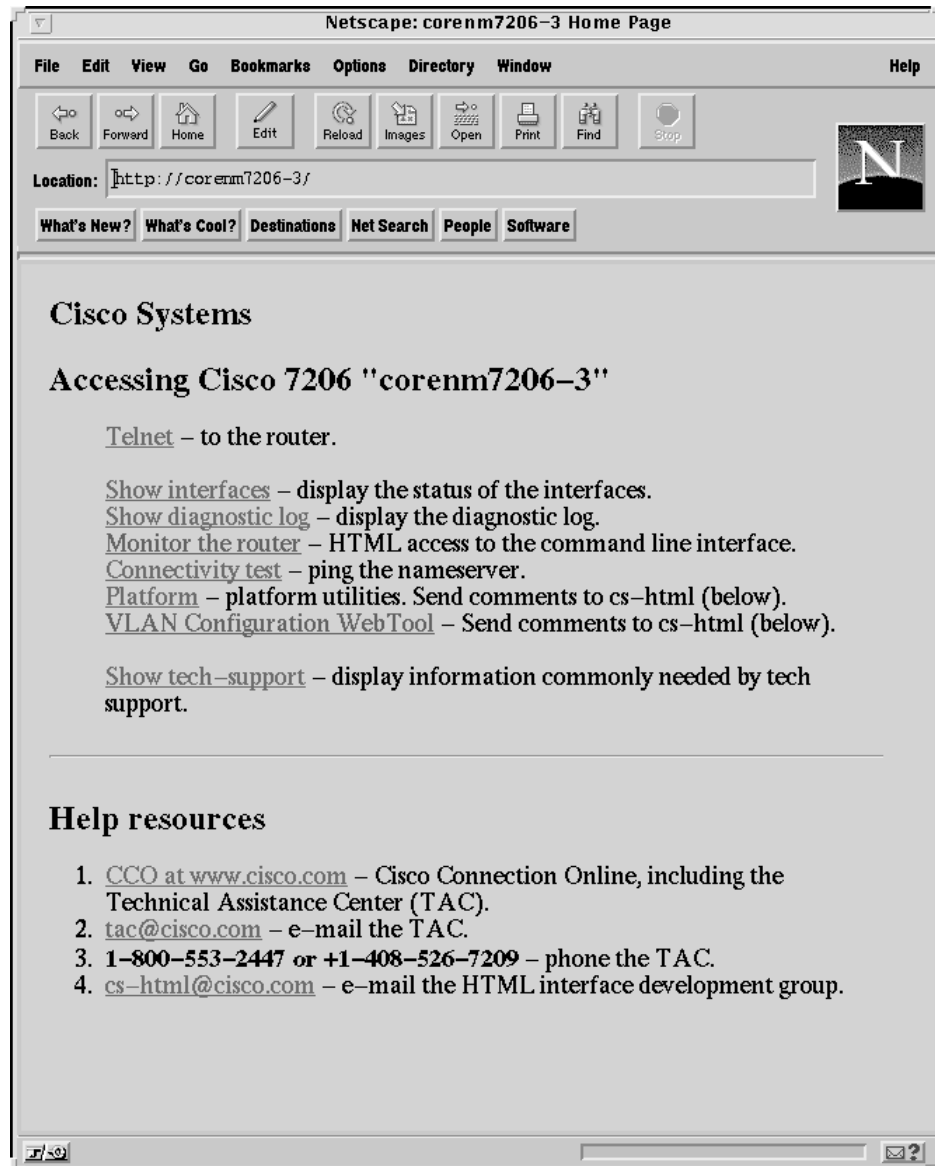 Netscape: corenm7206-3 Home Page
File Edit View Go Bookmarks Options Directory Window Help
Back Forward Home Edit Reload Images Open Print Find Stop
N
Location: http://corenm7206-3/
What's New? What's Cool? Destinations Net Search People Software
Cisco Systems
Accessing Cisco 7206 "corenm7206-3"
Telnet – to the router.
Show interfaces – display the status of the interfaces.
Show diagnostic log – display the diagnostic log.
Monitor the router – HTML access to the command line interface.
Connectivity test – ping the nameserver.
Platform – platform utilities. Send comments to cs-html (below).
VLAN Configuration WebTool – Send comments to cs-html (below).
Show tech-support – display information commonly needed by tech
support.
Help resources
1. CCO at www.cisco.com – Cisco Connection Online, including the
Technical Assistance Center (TAC).
2. tac@cisco.com – e-mail the TAC.
3. 1-800-553-2447 or +1-408-526-7209 – phone the TAC.
4. cs-html@cisco.com – e-mail the HTML interface development group.
?